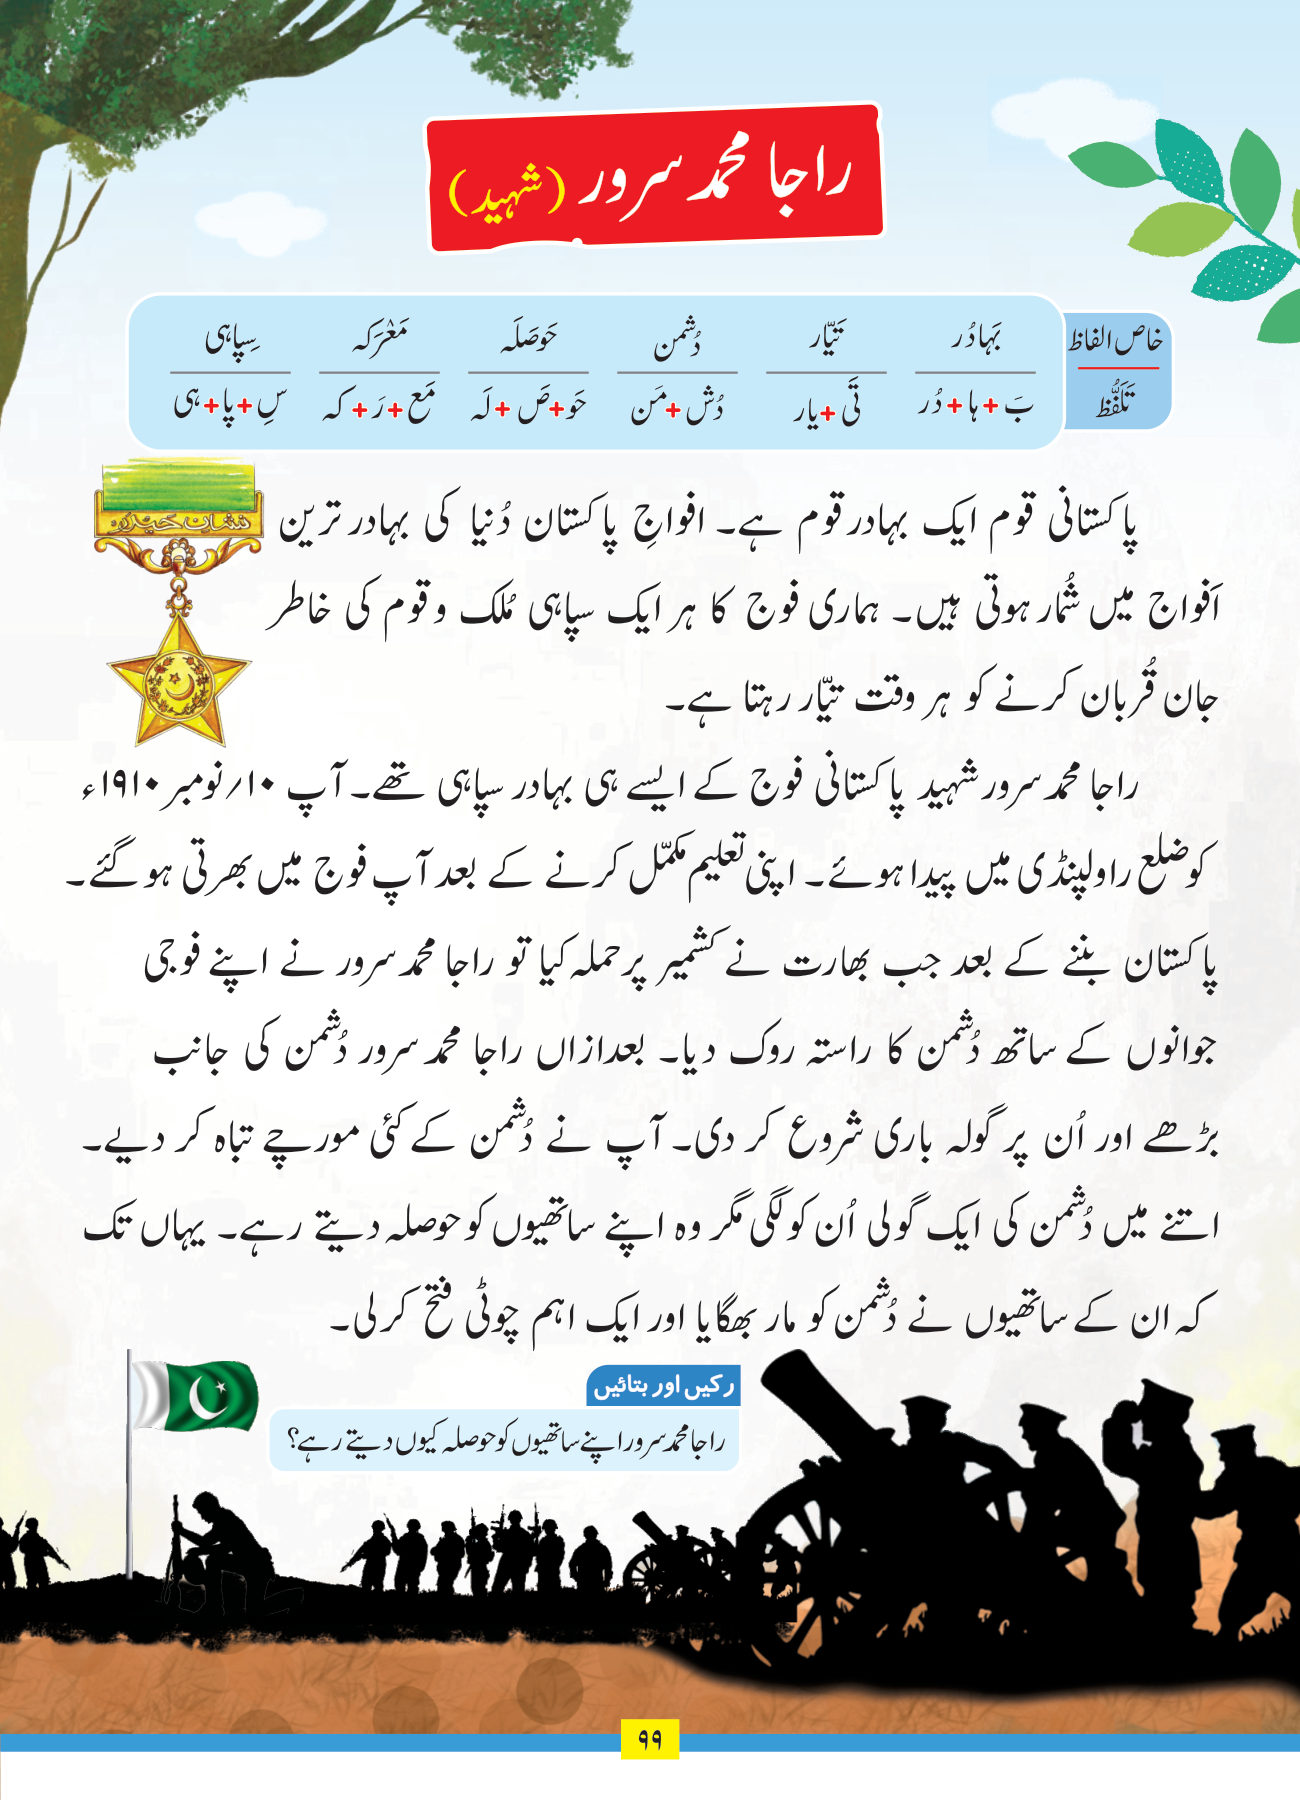 راجا محمد سرور (شہید)
خاص الفاظ بَہادُر تَیّار دُشمن حَوصَلَہ مَعْرَکہ سِپاہی
تَلَفُّظ بَ+ہا+دُر تَی+یار دُش+مَن حَو+صَ+لَہ مَع+رَ+کہ سِ+پا+ہی
نشان حیدر
پاکستانی قوم ایک بہادر قوم ہے۔ افواجِ پاکستان دُنیا کی بہادر ترین
اَفواج میں شُمار ہوتی ہیں۔ ہماری فوج کا ہر ایک سپاہی مُلک و قوم کی خاطر
جان قُربان کرنے کو ہر وقت تیّار رہتا ہے۔
راجا محمد سرور شہید پاکستانی فوج کے ایسے ہی بہادر سپاہی تھے۔ آپ ۱۰/نومبر ۱۹۱۰ء
کو ضلع راولپنڈی میں پیدا ہوئے۔ اپنی تعلیم مکمّل کرنے کے بعد آپ فوج میں بھرتی ہو گئے۔
پاکستان بننے کے بعد جب بھارت نے کشمیر پر حملہ کیا تو راجا محمد سرور نے اپنے فوجی
جوانوں کے ساتھ دُشمن کا راستہ روک دیا۔ بعدازاں راجا محمد سرور دُشمن کی جانب
بڑھے اور اُن پر گولہ باری شروع کر دی۔ آپ نے دُشمن کے کئی مورچے تباہ کر دیے۔
اتنے میں دُشمن کی ایک گولی اُن کو لگی مگر وہ اپنے ساتھیوں کو حوصلہ دیتے رہے۔ یہاں تک
کہ ان کے ساتھیوں نے دُشمن کو مار بھگایا اور ایک اہم چوٹی فتح کر لی۔
رکیں اور بتائیں
راجا محمد سرور اپنے ساتھیوں کو حوصلہ کیوں دیتے رہے؟
۹۹